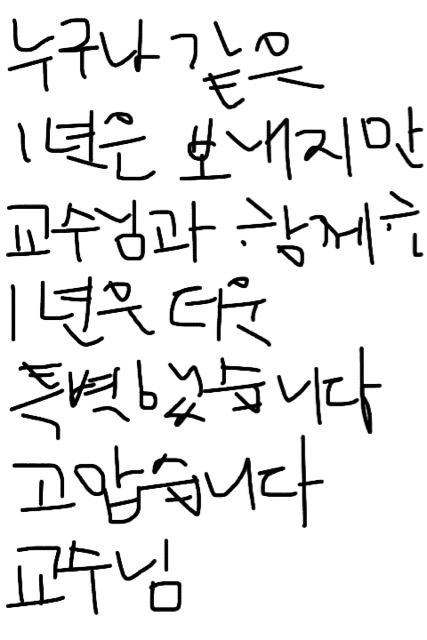 누구나 같은
1년은 보내지만
교수님과 함께한
1년은 더욱
특별했습니다
고맙습니다
교수님